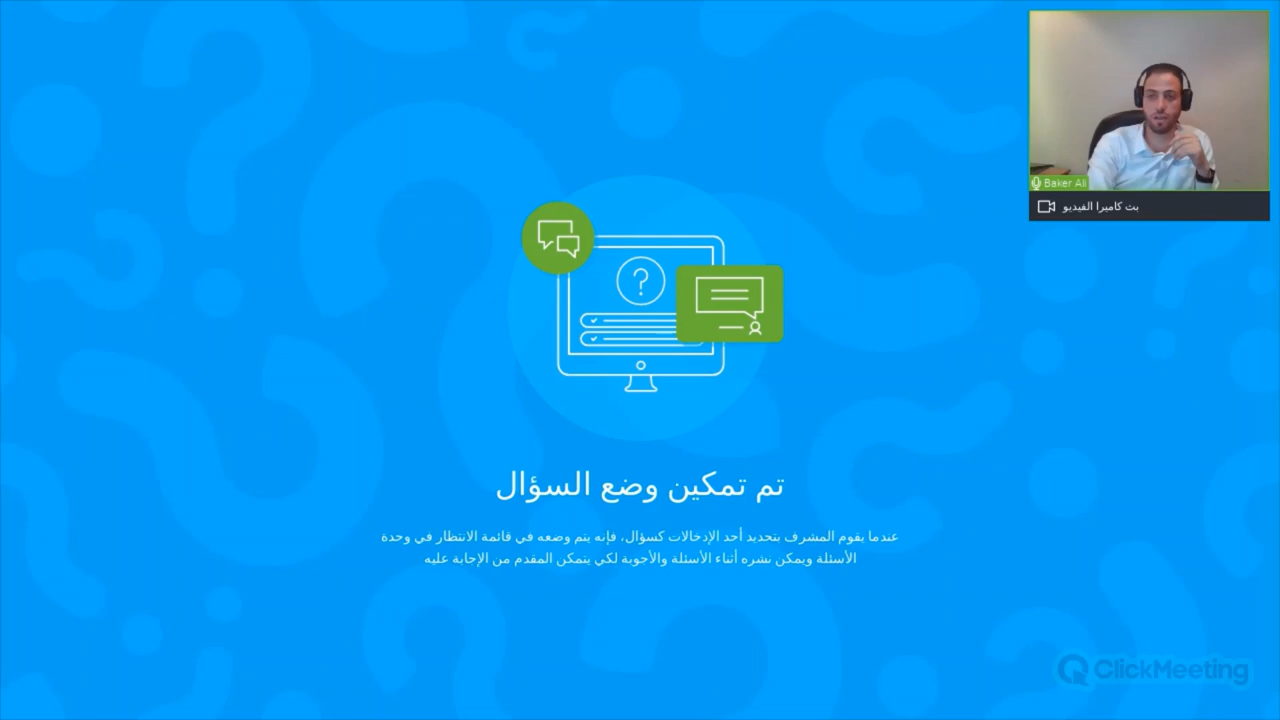 Baker Ali
بث كاميرا الفيديو
تم تمكين وضع السؤال
عندما يقوم المشرف بتحديد أحد الإدخالات كسؤال، فإنه يتم وضعه في قائمة الانتظار في وحدة
الأسئلة ويمكن نشره أثناء الأسئلة والأجوبة لكي يتمكن المقدم من الإجابة عليه
ClickMeeting